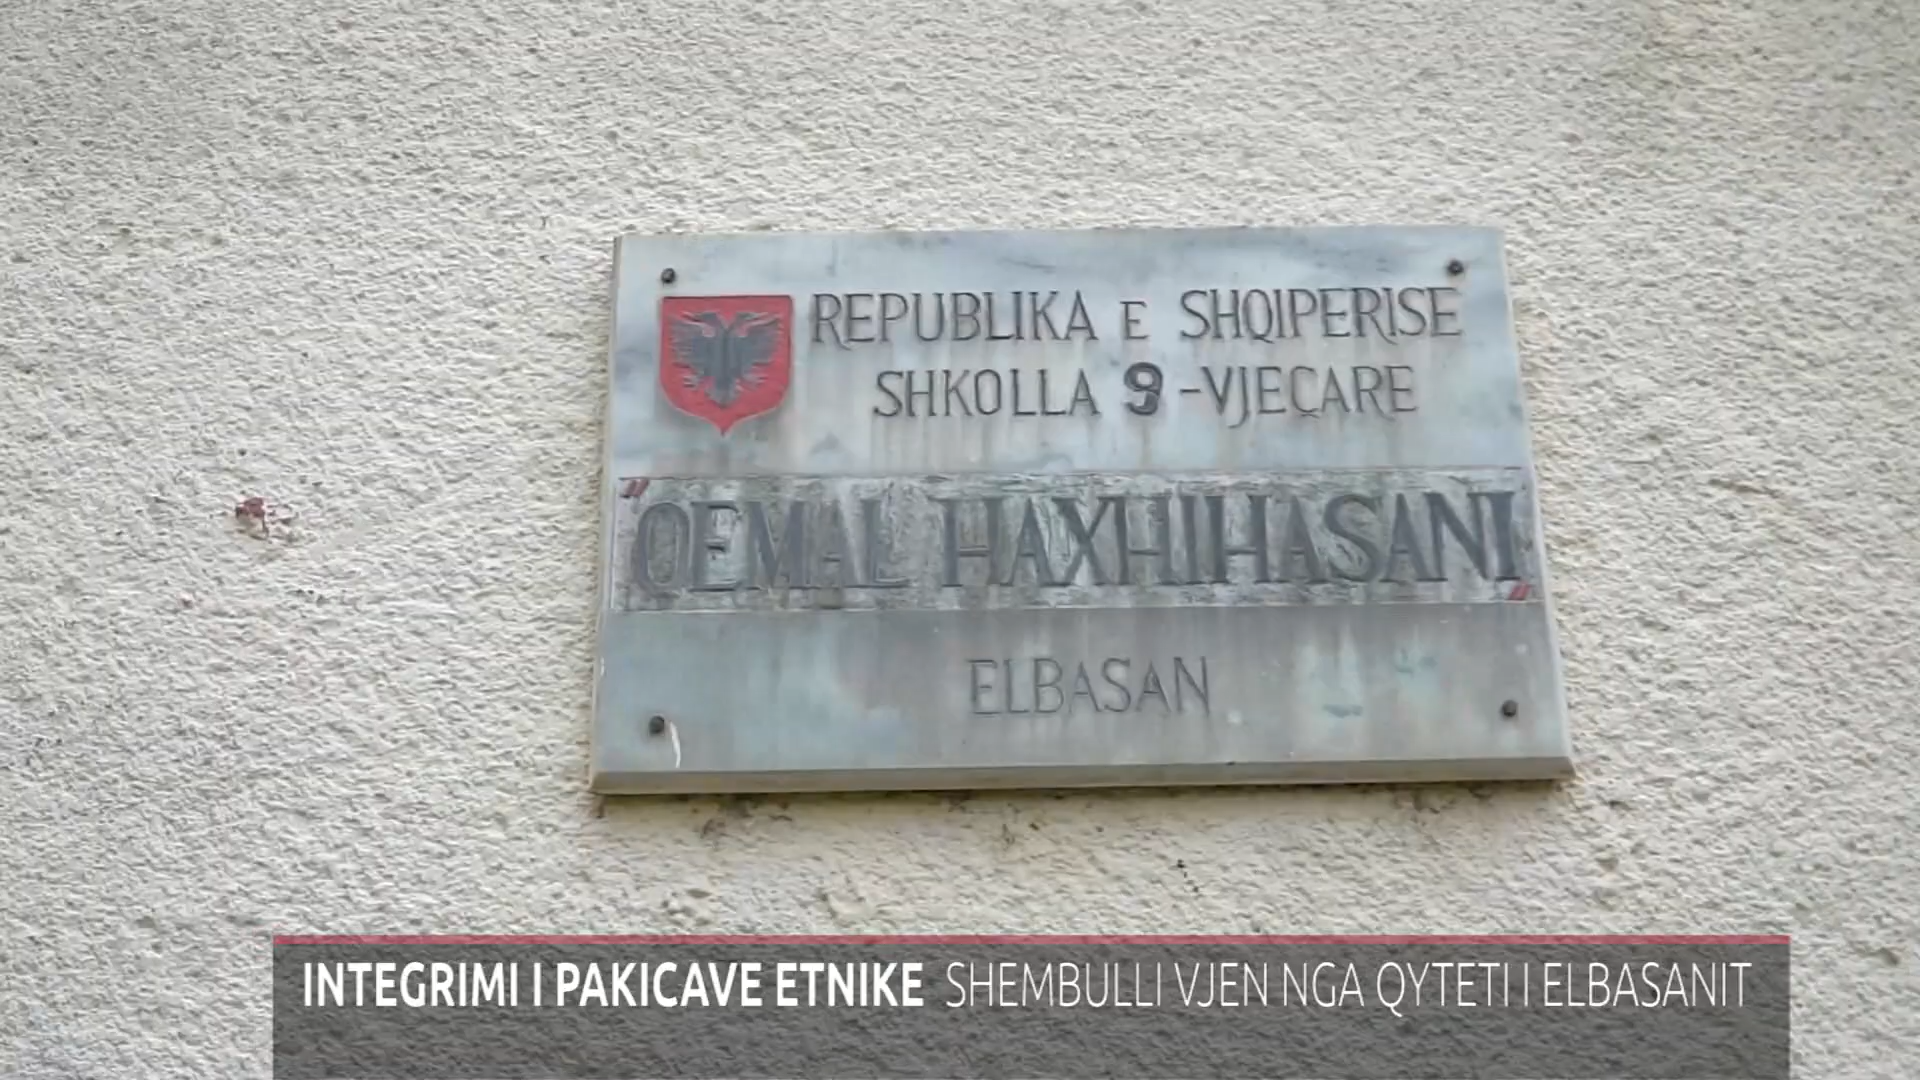 REPUBLIKA E SHQIPERISE
SHKOLLA 9-VJEÇARE
"QEMAL HAXHIHASANI"
ELBASAN
INTEGRIMI I PAKICAVE ETNIKE SHEMBULLI VJEN NGA QYTETI I ELBASANIT